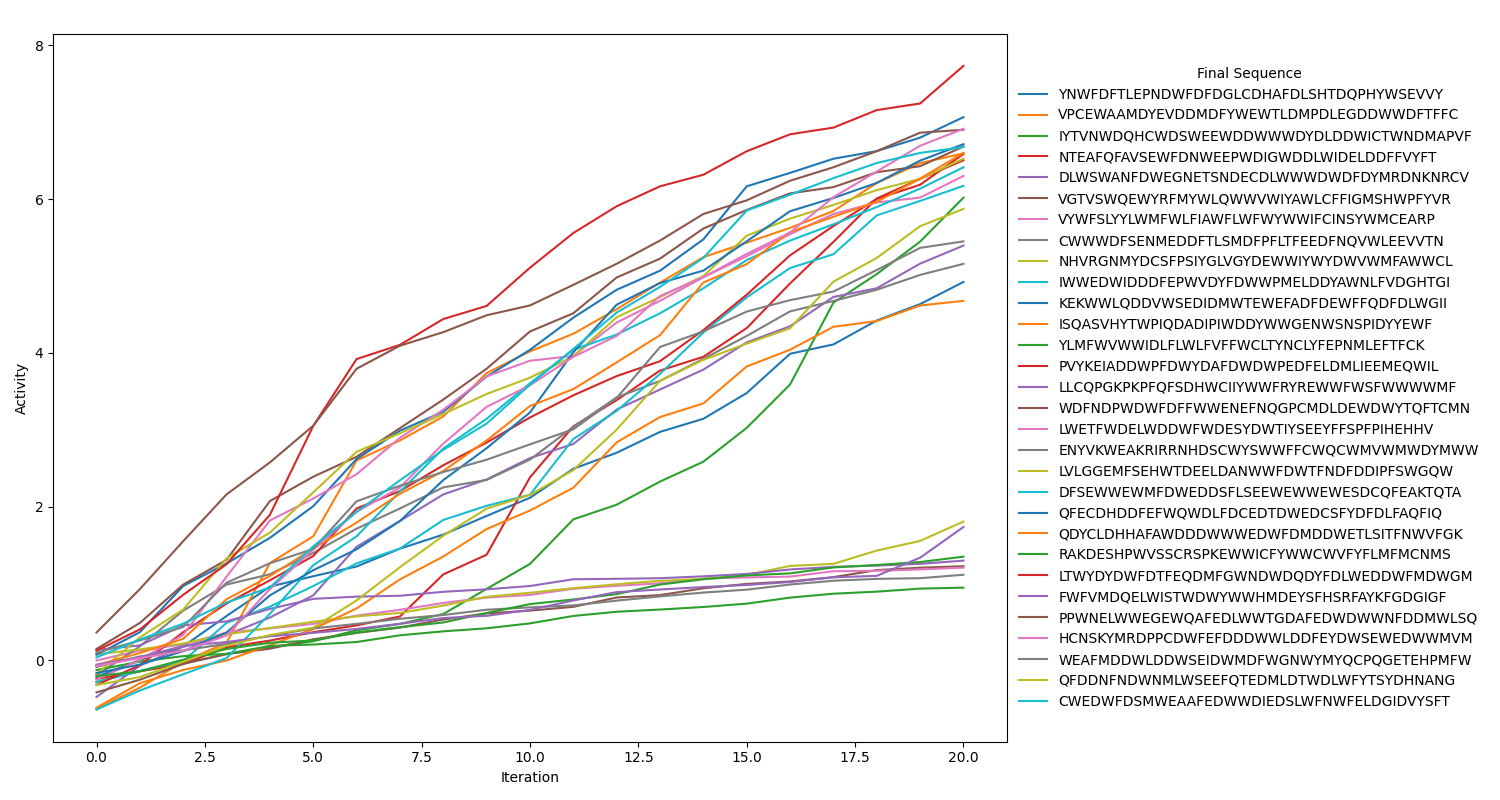 8
6
4
2
0
Activity
0.0 2.5 5.0 7.5 10.0 12.5 15.0 17.5 20.0
Iteration
Final Sequence
YNWFDFTLEPNDWFDFDGLCDHAFDLSHTDQPHYWSEVVY
VPCEWAAMDYEVDDMDFYWEWTLDMPDLEGDDWWDFTFFC
IYTVNWDQHCWDSWEEWDDWWWDYDLDDWICTWNDMAPVF
NTEAFQFAVSEWFDNWEEPWDIGWDDLWIDELDDFFVYFT
DLWSWANFDWEGNETSNDECDLWWWDWDFDYMRDNKNRCV
VGTVSWQEWYRFMYWLQWWVWIYAWLCFFIGMSHWPFYVR
VYWFSLYYLWMFWLFIAWFLWFWYWWIFCINSYWMCEARP
CWWWDFSENMEDDFTLSMDFPFLTFEEDFNQVWLEEVVTN
NHVRGNMYDCSFPSIYGLVGYDEWWIYWYDWVWMFAWWCL
IWWEDWIDDDFEPWVDYFDWWPMELDDYAWNLFVDGHTGI
KEKWWLQDDVWSEDIDMWTEWEFADFDEWFFQDFDLWGII
ISQASVHYTWPIQDADIPIWDDYWWGENWSNSPIDYYEWF
YLMFWVWWIDLFLWLFVFFWCLTYNCLYFEPNMLEFTFCK
PVYKEIADDWPFDWYDAFDWDWPEDFELDMLIEEMEQWIL
LLCQPGKPKPFQFSDHWCIIYWWFRYREWWFWSFWWWWMF
WDFNDPWDWFDFFWWENEFNQGPCMDLDEWDWYTQFTCMN
LWETFWDELWDDWFWDESYDWTIYSEEYFFSPFPIHEHHV
ENYVKWEAKRIRRNHDSCWYSWWFFCWQCWMVWMWDYMWW
LVLGGEMFSEHWTDEELDANWWFDWTFNDFDDIPFSWGQW
DFSEWWEWMFDWEDDSFLSEEWEWWEWESDCQFEAKTQTA
QFECDHDDFEFWQWDLFDCEDTDWEDCSFYDFDLFAQFIQ
QDYCLDHHAFAWDDDWWWEDWFDMDDWETLSITFNWVFGK
RAKDESHPWVSSCRSPKEWWICFYWWCWVFYFLMFMCNMS
LTWYDYDWFDTFEQDMFGWNDWDQDYFDLWEDDWFMDWGM
FWFVMDQELWISTWDWYWWHMDEYSFHSRFAYKFGDGIGF
PPWNELWWEGEWQAFEDLWWTGDAFEDWDWWNFDDMWLSQ
HCNSKYMRDPPCDWFEFDDDWWLDDFEYDWSEWEDWWMVM
WEAFMDDWLDDWSEIDWMDFWGNWYMYQCPQGETEHPMFW
QFDDNFNDWNMLWSEEFQTEDMLDTWDLWFYTSYDHNANG
CWEDWFDSMWEAAFEDWWDIEDSLWFNWFELDGIDVYSFT